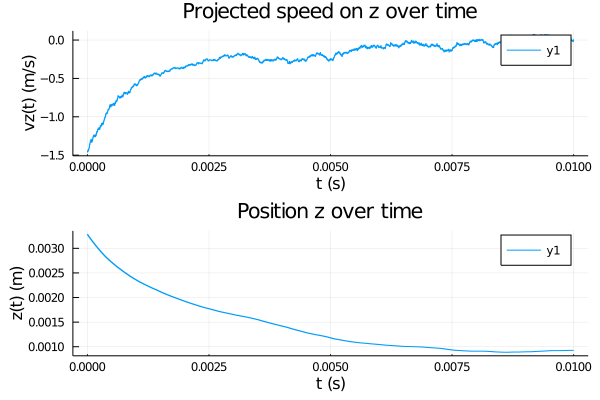 Projected speed on z over time
0.0
−0.5
−1.0
−1.5
vz(t) (m/s)
y1
0.0000 0.0025 0.0050 0.0075 0.0100
t (s)
Position z over time
0.0030
0.0025
0.0020
0.0015
0.0010
z(t) (m)
y1
0.0000 0.0025 0.0050 0.0075 0.0100
t (s)